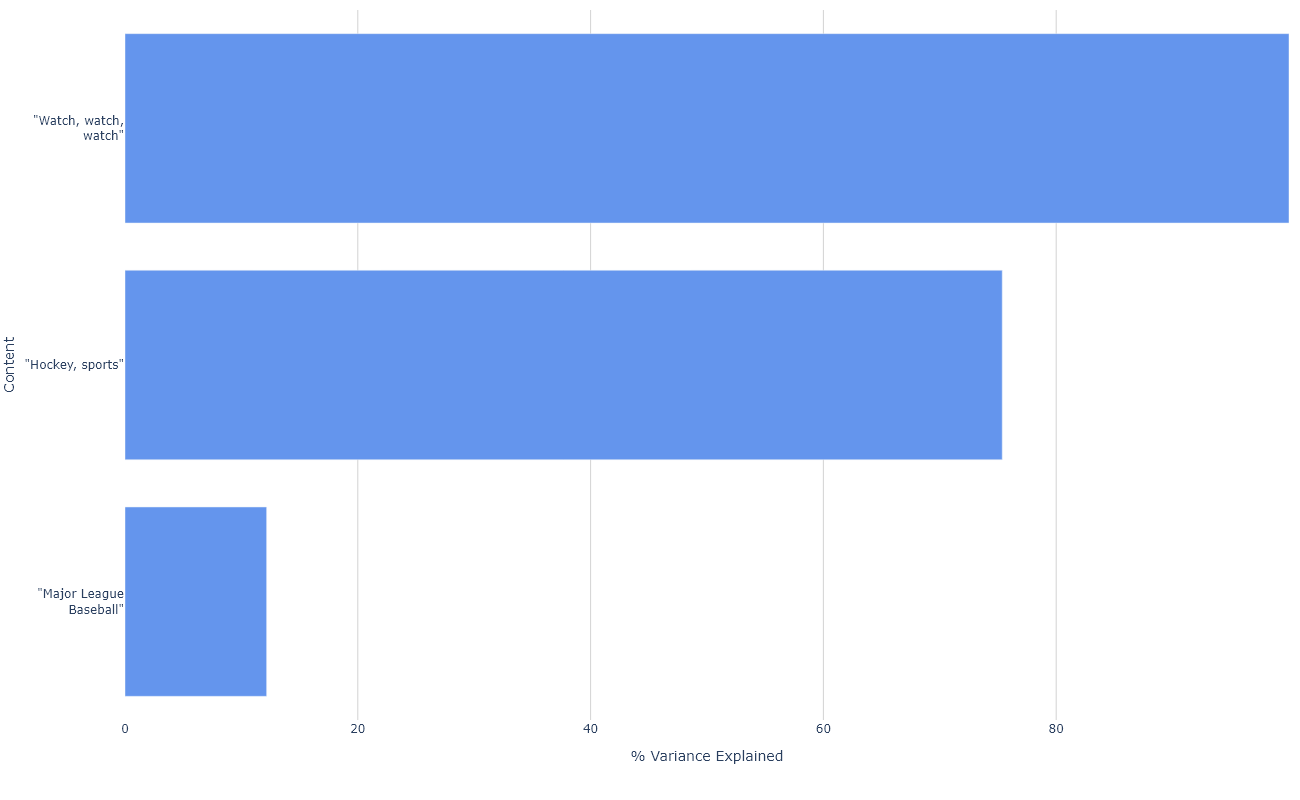 "Watch, watch,
watch"
"Hockey, sports"
"Major League
Baseball"
Content
0
20
40
60
80
% Variance Explained